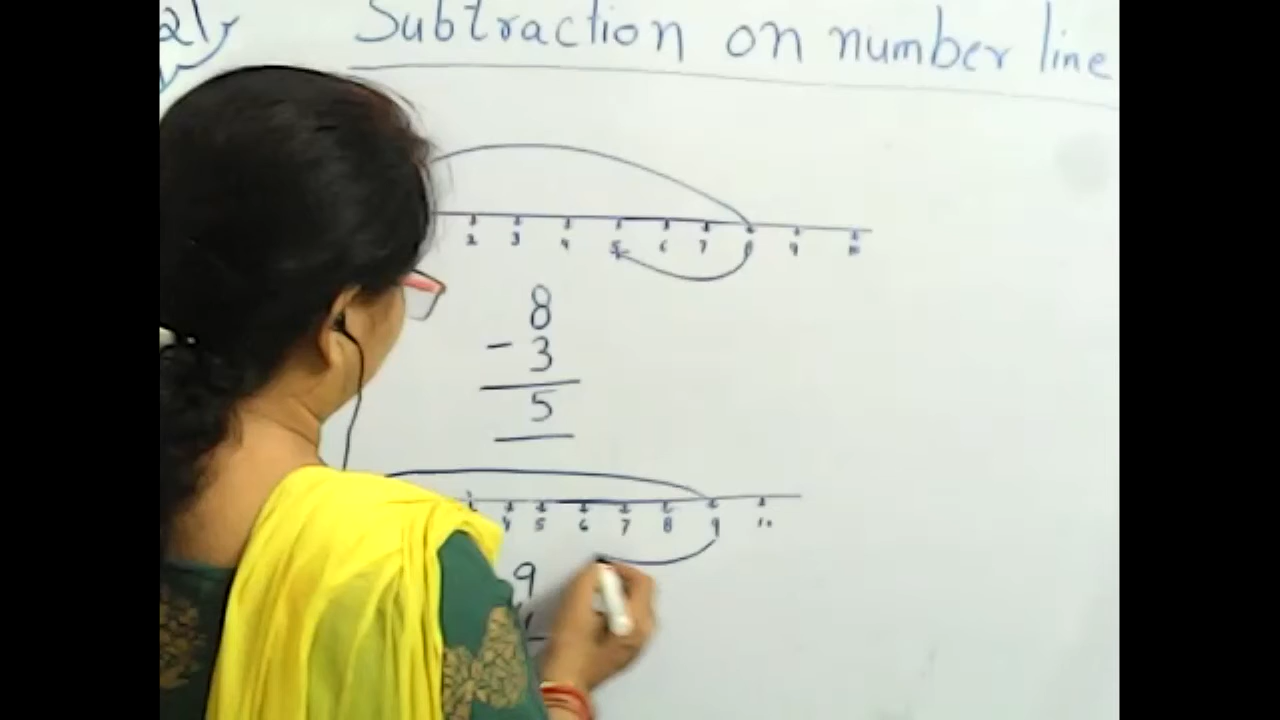 Subtraction on number line
2 3 4 5 6 7 8 9 10
8
- 3
5
4 5 6 7 8 9 10
9